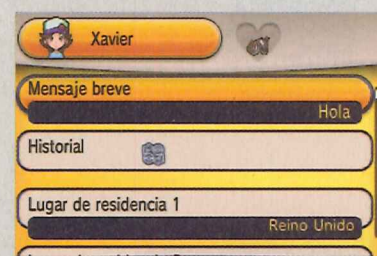 Xavier
Mensaje breve
Hola
Historial
Lugar de residencia 1
Reino Unido